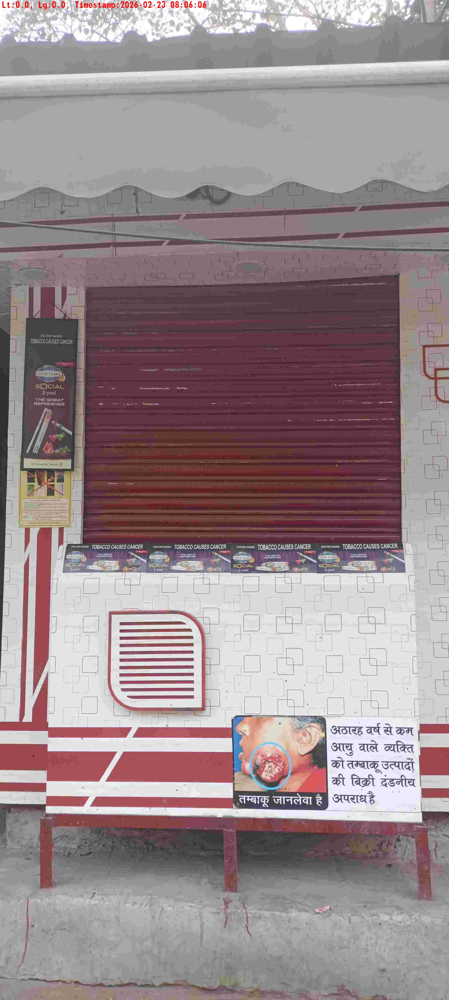 Lt:0.0, Lg:0.0, Timestamp:2026-02-23 08:06:06
STATUTORY WARNING
TOBACCO CAUSES CANCER
GOLD FLAKE
SOCIAL
2-pod
THE GREAT
REFRESHER
It's Honeydew Smooth
STATUTORY WARNING TOBACCO CAUSES CANCER
GOLD FLAKE
THE GREAT
REFRESHER
SOCIAL
2-pod
STATUTORY WARNING TOBACCO CAUSES CANCER
GOLD FLAKE
THE GREAT
REFRESHER
SOCIAL
2-pod
STATUTORY WARNING TOBACCO CAUSES CANCER
GOLD FLAKE
THE GREAT
REFRESHER
SOCIAL
2-pod
STATUTORY WARNING TOBACCO CAUSES CANCER
GOLD FLAKE
THE GREAT
REFRESHER
SOCIAL
2-pod
तम्बाकू जानलेवा है
अठारह वर्ष से कम
आयु वाले व्यक्ति
को तम्बाकू उत्पादों
की बिक्री दंडनीय
अपराध है